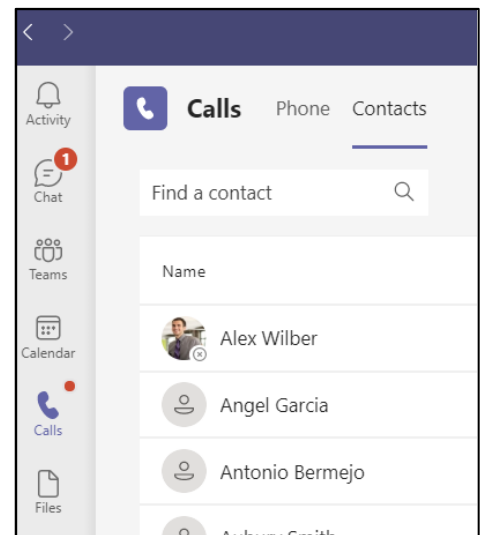 Activity
1
Chat
Teams
Calendar
Calls
Files
Calls Phone Contacts
Find a contact
Name
Alex Wilber
Angel Garcia
Antonio Bermejo